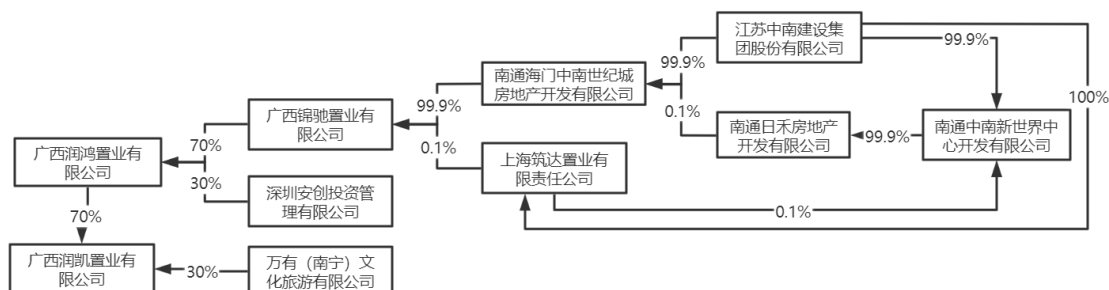 江苏中南建设集
团股份有限公司
99.9%
99.9%
100%
南通海门中南世纪城
房地产开发有限公司
99.9%
0.1%
南通日禾房地产
开发有限公司
99.9%
南通中南新世界中
心开发有限公司
广西锦驰置业有
限公司
0.1%
70%
广西润鸿置业有
限公司
30%
上海筑达置业有
限责任公司
深圳安创投资管
理有限公司
0.1%
70%
广西润凯置业有
限公司
30%
万有（南宁）文
化旅游有限公司